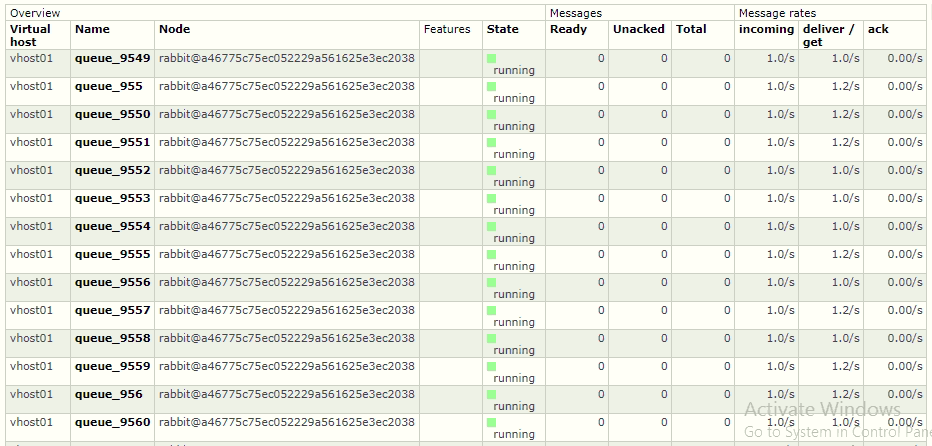 Overview Messages Message rates
Virtual host Name Node Features State Ready Unacked Total incoming deliver / get ack
vhost01 queue_9549 rabbit@a46775c75ec052229a561625e3ec2038 running 0 0 0 1.0/s 1.0/s 0.00/s
vhost01 queue_955 rabbit@a46775c75ec052229a561625e3ec2038 running 0 0 0 1.0/s 1.2/s 0.00/s
vhost01 queue_9550 rabbit@a46775c75ec052229a561625e3ec2038 running 0 0 0 1.0/s 1.2/s 0.00/s
vhost01 queue_9551 rabbit@a46775c75ec052229a561625e3ec2038 running 0 0 0 1.0/s 1.2/s 0.00/s
vhost01 queue_9552 rabbit@a46775c75ec052229a561625e3ec2038 running 0 0 0 1.0/s 1.2/s 0.00/s
vhost01 queue_9553 rabbit@a46775c75ec052229a561625e3ec2038 running 0 0 0 1.0/s 1.2/s 0.00/s
vhost01 queue_9554 rabbit@a46775c75ec052229a561625e3ec2038 running 0 0 0 1.0/s 1.2/s 0.00/s
vhost01 queue_9555 rabbit@a46775c75ec052229a561625e3ec2038 running 0 0 0 1.0/s 1.2/s 0.00/s
vhost01 queue_9556 rabbit@a46775c75ec052229a561625e3ec2038 running 0 0 0 1.0/s 1.2/s 0.00/s
vhost01 queue_9557 rabbit@a46775c75ec052229a561625e3ec2038 running 0 0 0 1.0/s 1.2/s 0.00/s
vhost01 queue_9558 rabbit@a46775c75ec052229a561625e3ec2038 running 0 0 0 1.0/s 1.2/s 0.00/s
vhost01 queue_9559 rabbit@a46775c75ec052229a561625e3ec2038 running 0 0 0 1.0/s 1.2/s 0.00/s
vhost01 queue_956 rabbit@a46775c75ec052229a561625e3ec2038 running 0 0 0 1.0/s 1.2/s 0.00/s
vhost01 queue_9560 rabbit@a46775c75ec052229a561625e3ec2038 running 0 0 0 1.0/s 1.2/s 0.00/s
Activate Windows
Go to System in Control Pane